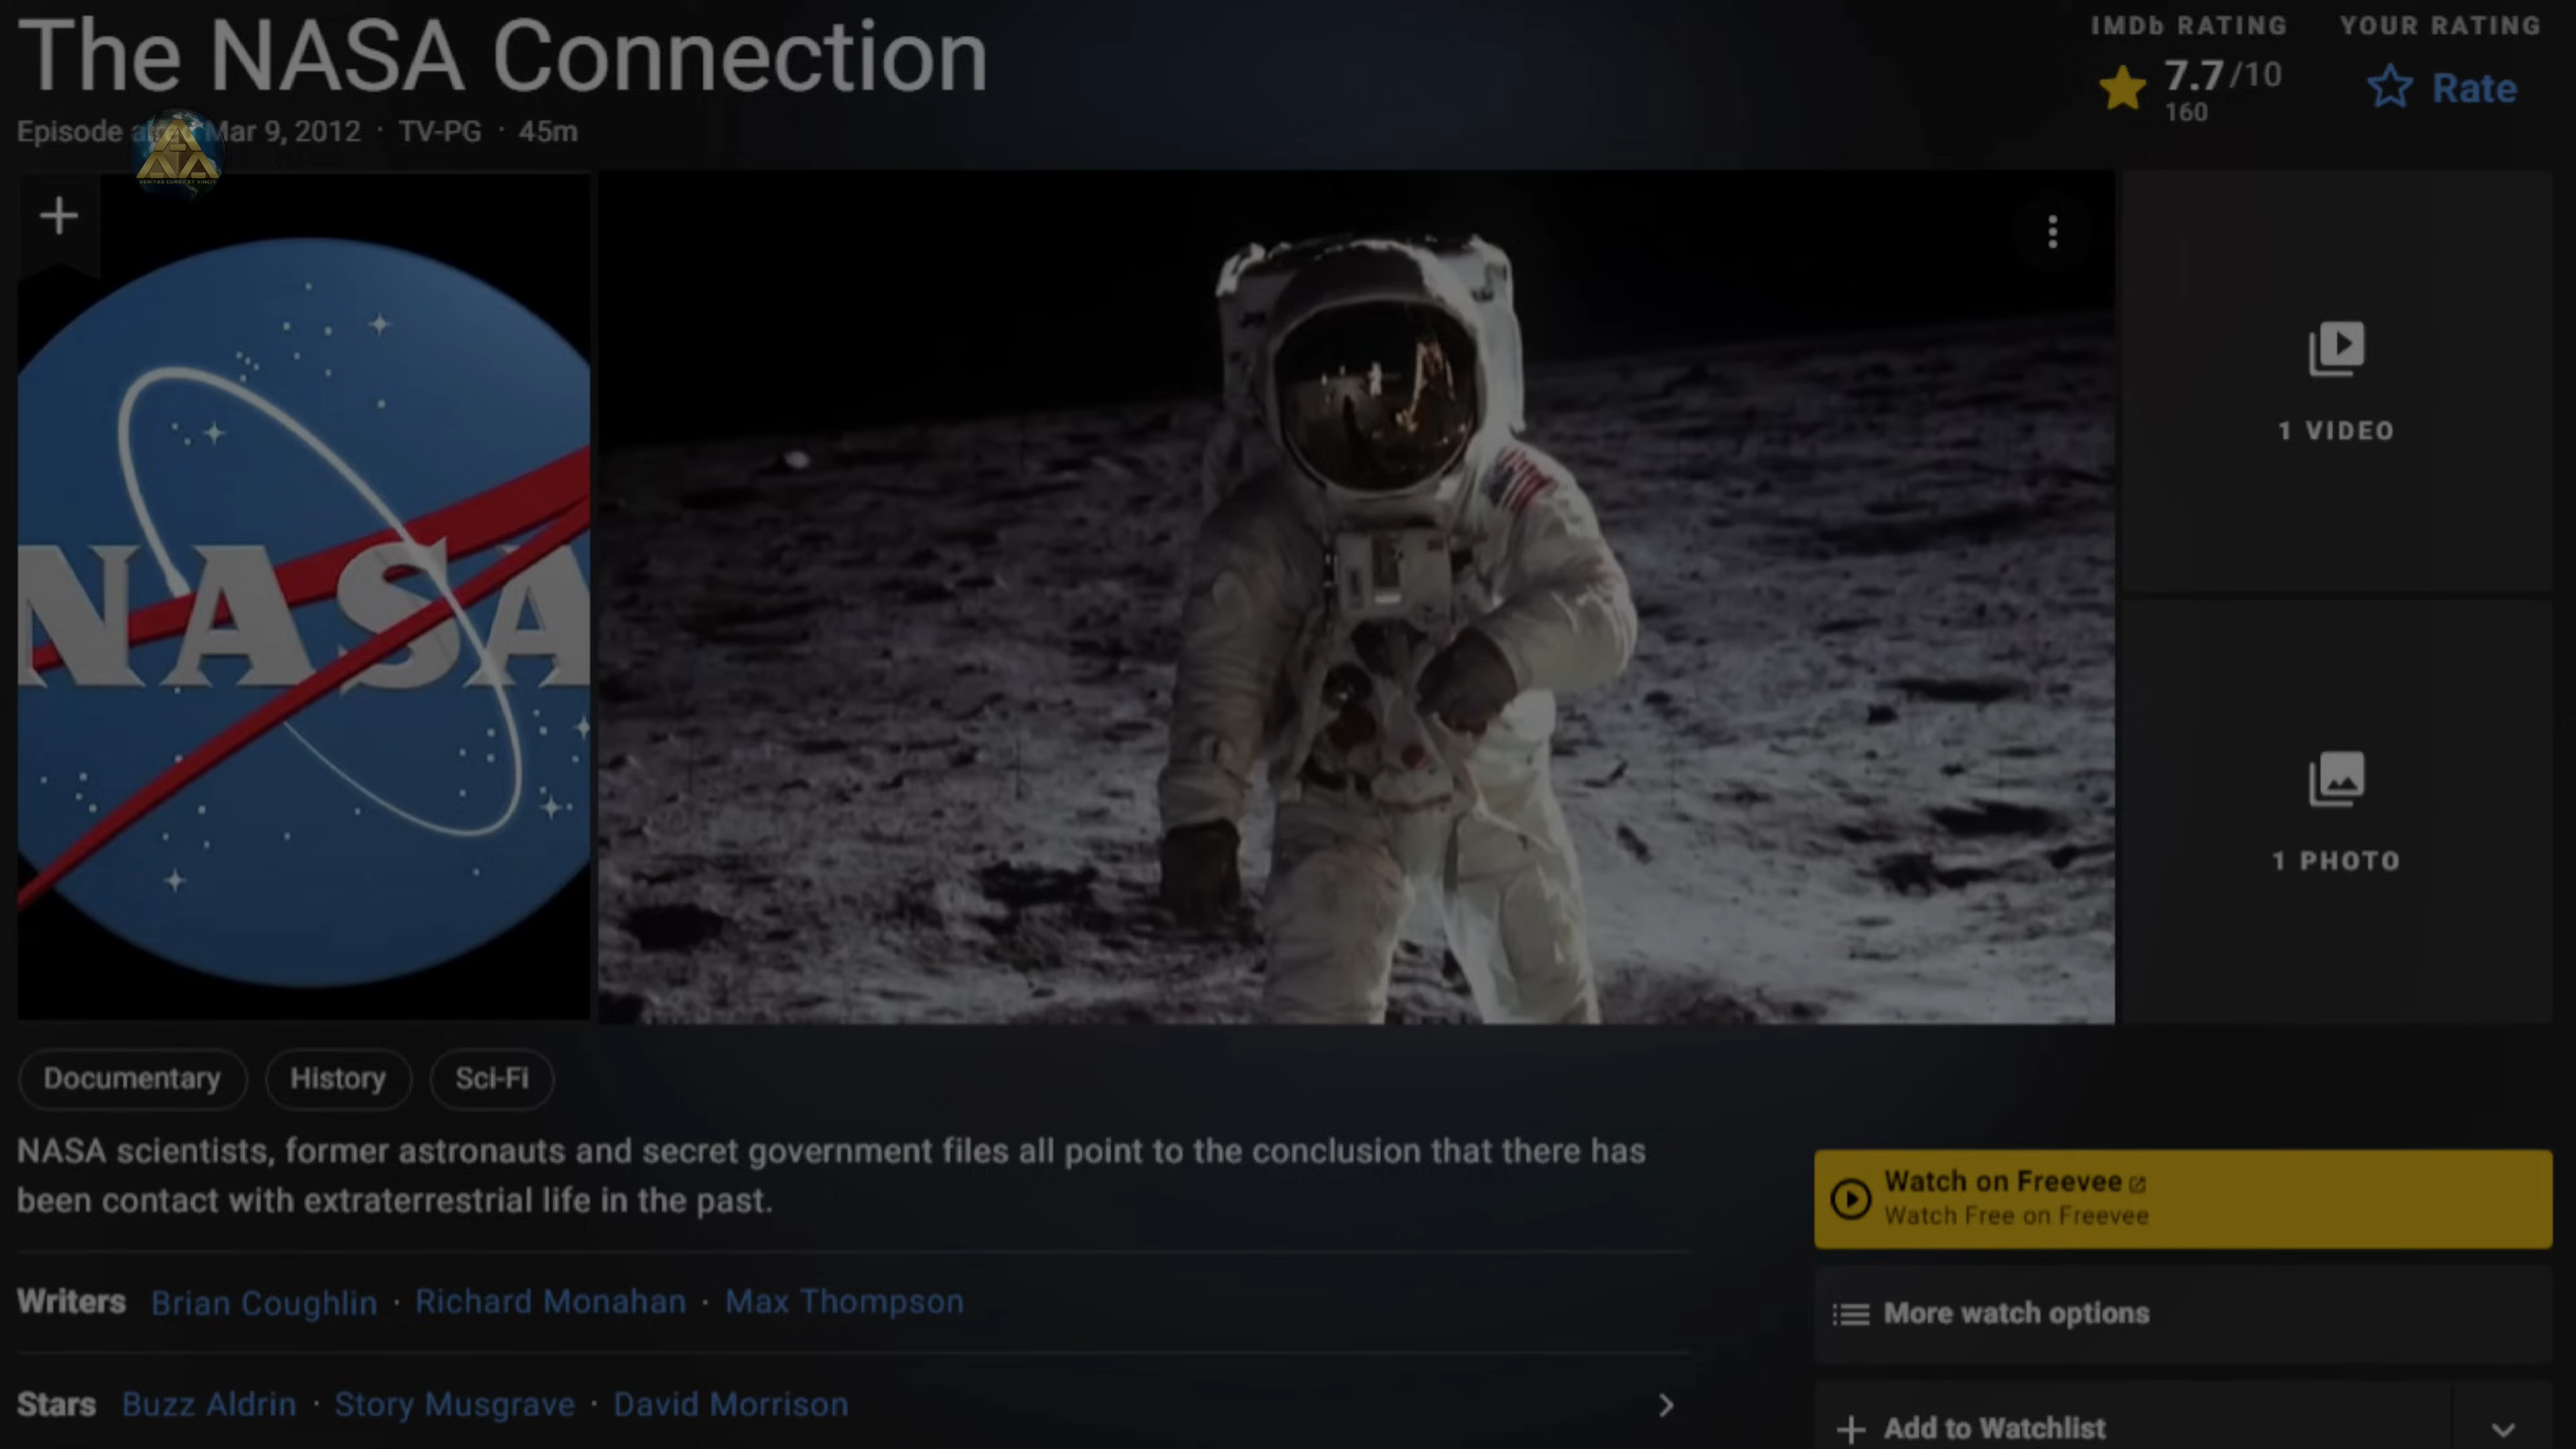 The NASA Connection
Episode aired Mar 9, 2012 · TV-PG · 45m
IMDb RATING
7.7/10
160
YOUR RATING
Rate
NASA
1 VIDEO
1 PHOTO
Documentary
History
Sci-Fi
NASA scientists, former astronauts and secret government files all point to the conclusion that there has
been contact with extraterrestrial life in the past.
Writers Brian Coughlin · Richard Monahan · Max Thompson
Stars Buzz Aldrin · Story Musgrave · David Morrison
Watch on Freevee
Watch Free on Freevee
More watch options
Add to Watchlist